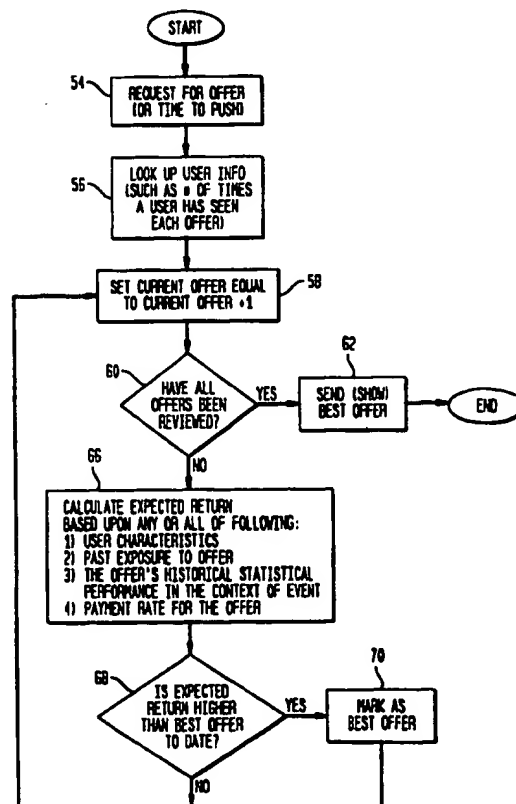 START
54
REQUEST FOR OFFER
(OR TIME TO PUSH)
56
LOOK UP USER INFO
(SUCH AS # OF TIMES
A USER HAS SEEN
EACH OFFER)
SET CURRENT OFFER EQUAL
TO CURRENT OFFER +1
58
60
HAVE ALL
OFFERS BEEN
REVIEWED?
YES
62
SEND (SHOW)
BEST OFFER
END
NO
66
CALCULATE EXPECTED RETURN
BASED UPON ANY OR ALL OF FOLLOWING:
1) USER CHARACTERISTICS
2) PAST EXPOSURE TO OFFER
3) THE OFFER'S HISTORICAL STATISTICAL
PERFORMANCE IN THE CONTEXT OF EVENT
4) PAYMENT RATE FOR THE OFFER
68
IS EXPECTED
RETURN HIGHER
THAN BEST OFFER
TO DATE?
YES
70
MARK AS
BEST OFFER
NO